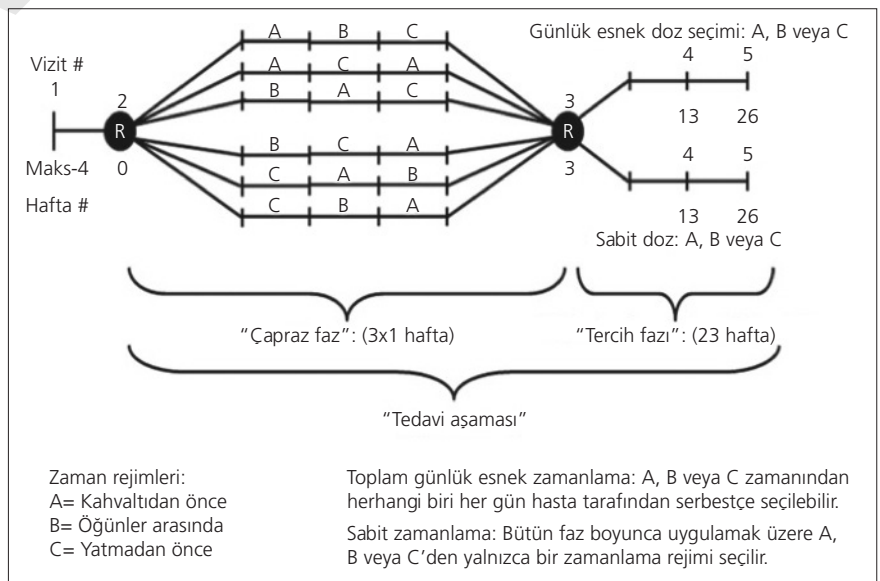 Günlük esnek doz seçimi: A, B veya C
Vizit #
1
2
R
0
Maks-4
Hafta #
A B C
A C A
B A C
B C A
C A B
C B A
3
R
3
4 5
13 26
4 5
13 26
Sabit doz: A, B veya C
“Çapraz faz”: (3x1 hafta)
“Tercih fazı”: (23 hafta)
“Tedavi aşaması”
Zaman rejimleri:
A= Kahvaltıdan önce
B= Öğünler arasında
C= Yatmadan önce
Toplam günlük esnek zamanlama: A, B veya C zamanından
herhangi biri her gün hasta tarafından serbestçe seçilebilir.
Sabit zamanlama: Bütün faz boyunca uygulamak üzere A,
B veya C’den yalnızca bir zamanlama rejimi seçilir.